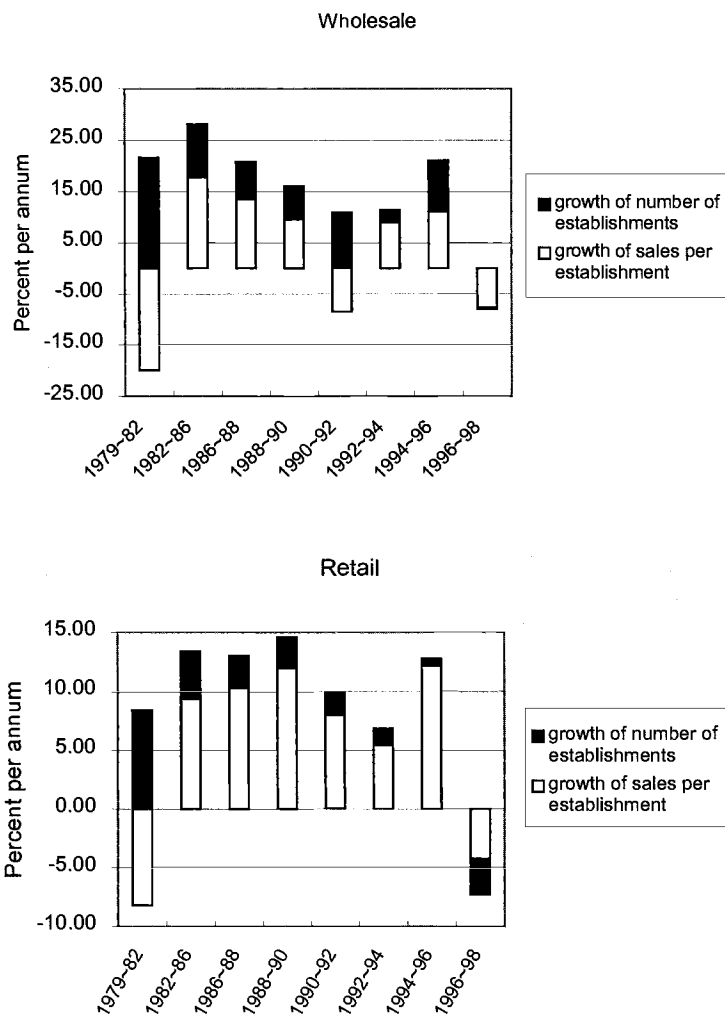 Wholesale
35.00
25.00
15.00
5.00
-5.00
-15.00
-25.00
Percent per annum
1979~82
1982~86
1986~88
1988~90
1990~92
1992~94
1994~96
1996~98
growth of number of
establishments
growth of sales per
establishment
Retail
15.00
10.00
5.00
0.00
-5.00
-10.00
Percent per annum
1979~82
1982~86
1986~88
1988~90
1990~92
1992~94
1994~96
1996~98
growth of number of
establishments
growth of sales per
establishment